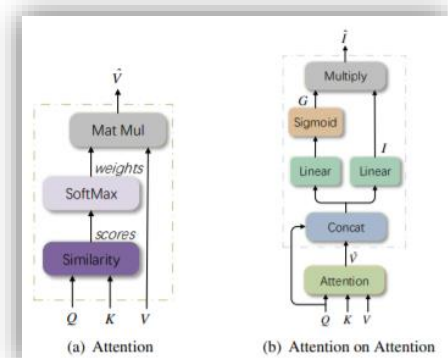 V̂
Mat Mul
weights
SoftMax
scores
Similarity
Q K V
(a) Attention
Î
Multiply
G
Sigmoid
I
Linear Linear
Concat
V̂
Attention
Q K V
(b) Attention on Attention